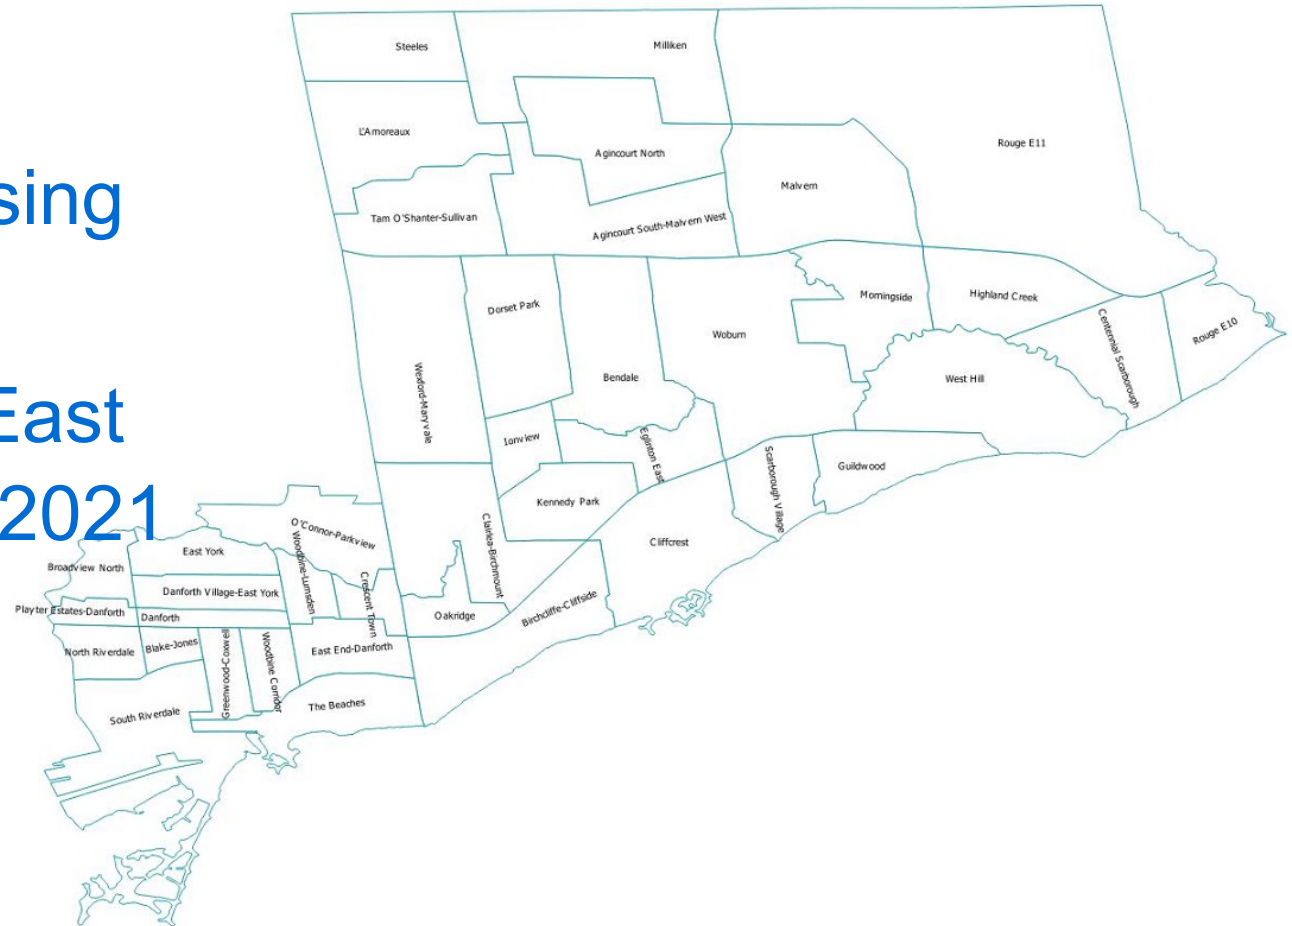 Steeles
Milliken
L'Amoreaux
Agincourt North
Rouge E11
sing
Malvern
Tam O'Shanter-Sullivan
Agincourt South-Malvern West
Dorset Park
Morningside
Highland Creek
Woburn
Centennial Scarborough
Rouge E10
Wexford-Maryvale
Bendale
West Hill
East
Ionview
Eglinton East
Scarborough Village
Guildwood
2021
Kennedy Park
Clairlea-Birchmount
O'Connor-Parkview
Cliffcrest
East York
Woodbine-Lumsden
Broadview North
Crescent Town
Danforth Village-East York
Playter Estates-Danforth
Danforth
Oakridge
Birchcliffe-Cliffside
North Riverdale
Blake-Jones
Greenwood-Coxwell
Woodbine Corridor
East End-Danforth
The Beaches
South Riverdale